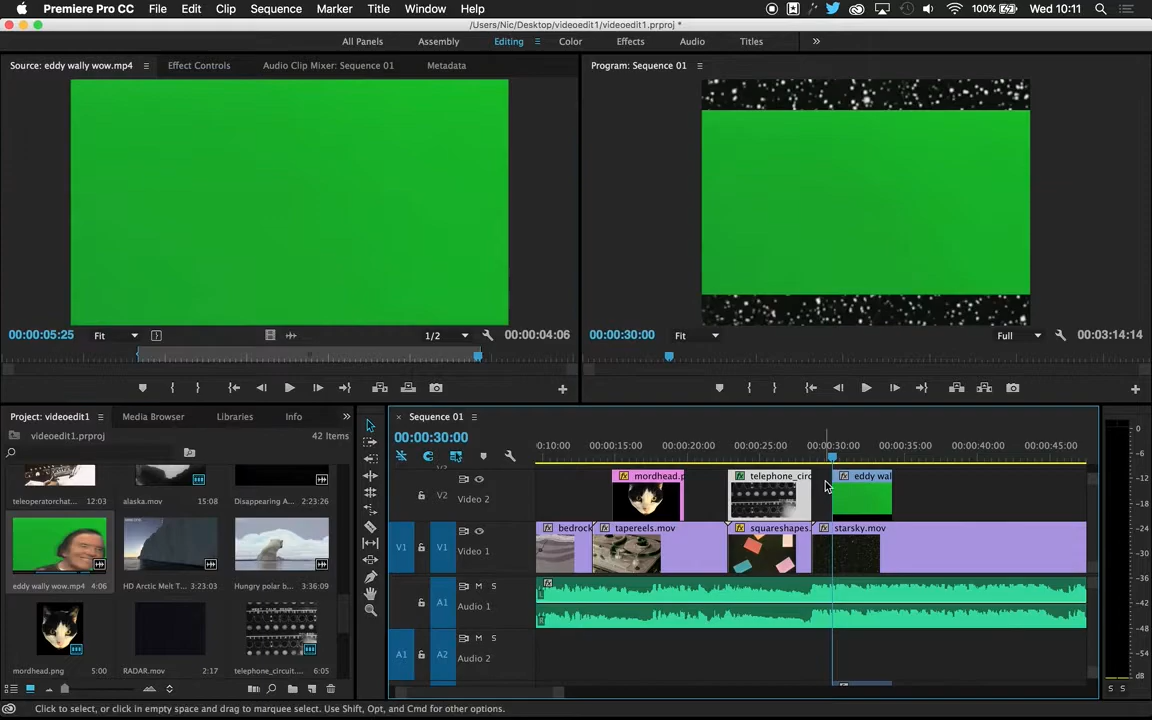 Premiere Pro CC File Edit Clip Sequence Marker Title Window Help 100% Wed 10:11
/Users/Nic/Desktop/videoedit1/videoedit1.prproj *
All Panels Assembly Editing Color Effects Audio Titles
Source: eddy wally wow.mp4 Effect Controls Audio Clip Mixer: Sequence 01 Metadata
Program: Sequence 01
00:00:05:25 Fit 1/2 00:00:04:06
00:00:30:00 Fit Full 00:03:14:14
Project: videoedit1 Media Browser Libraries Info
videoedit1.prproj 42 Items
teleoperatorchat... 12:03 alaska.mov 15:08 Disappearing A... 2:23:26
eddy wally wow.mp4 4:06 HD Arctic Melt T... 3:23:03 Hungry polar b... 3:36:09
mordhead.png 5:00 RADAR.mov 2:17 telephone_circuit... 6:05
Sequence 01
00:00:30:00
0:10:00 00:00:15:00 00:00:20:00 00:00:25:00 00:00:30:00 00:00:35:00 00:00:40:00 00:00:45:00
V2 Video 2
fx mordhead.p fx telephone_circ fx eddy wal
V1 V1 Video 1
bedrock fx tapereels.mov fx squareshapes. fx starsky.mov
A1 M S Audio 1
A1 A2 M S Audio 2
0
-6
-12
-18
-24
-30
-36
-42
-48
-54
dB
S S
Click to select, or click in empty space and drag to marquee select. Use Shift, Opt, and Cmd for other options.